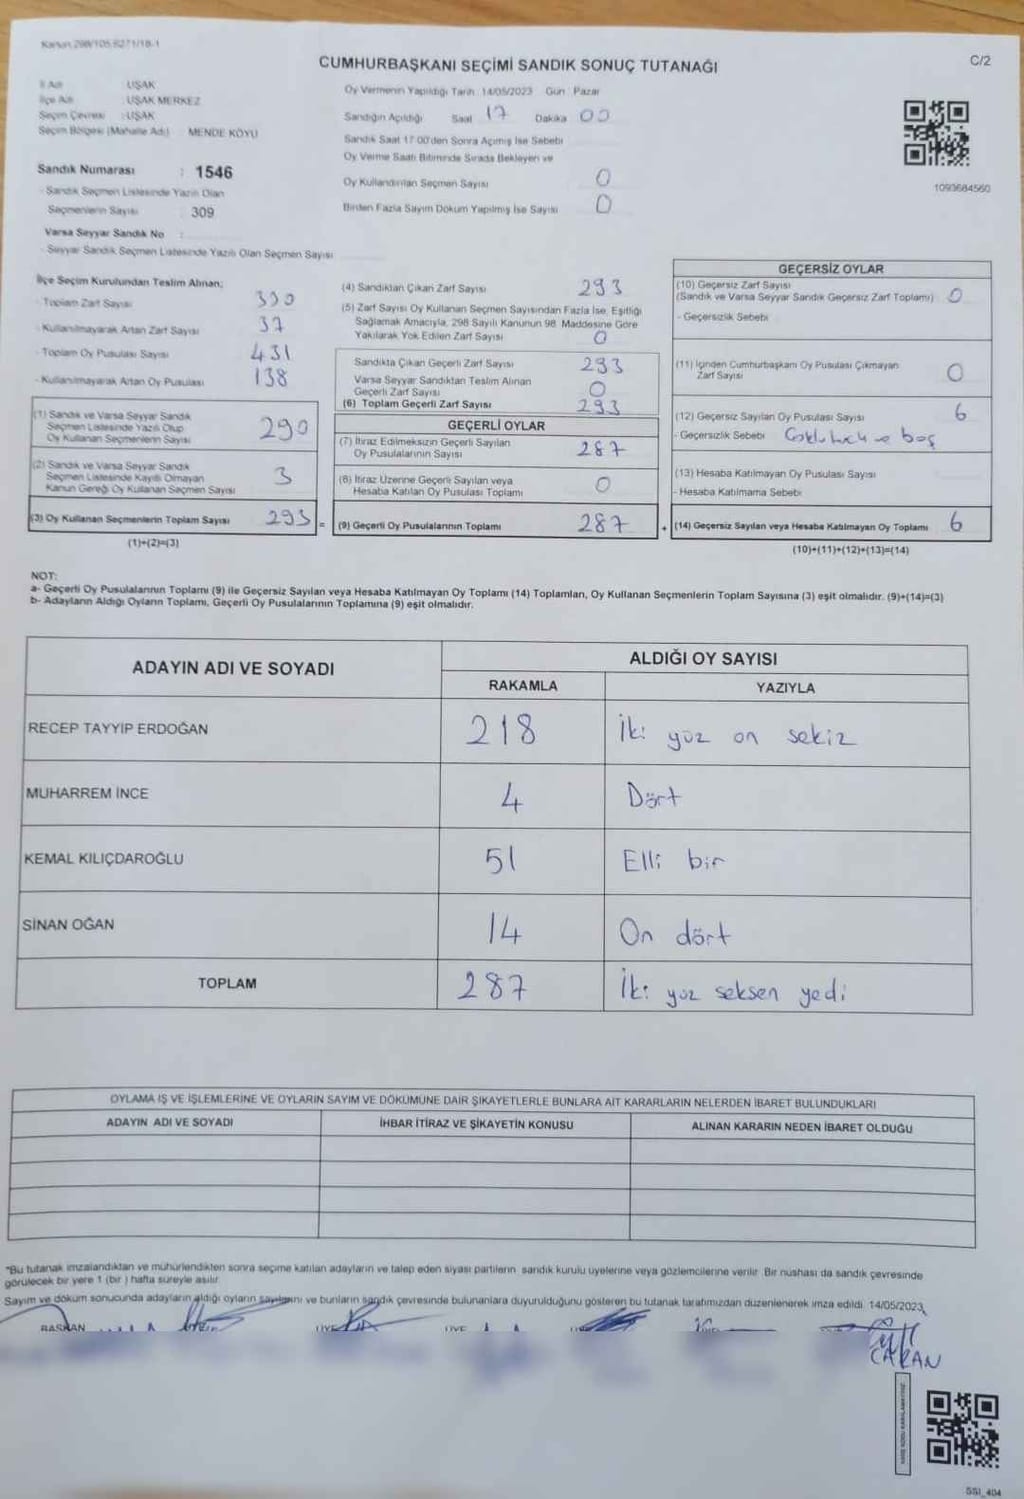 Kanun 298/105 6271/18-1
CUMHURBAŞKANI SEÇİMİ SANDIK SONUÇ TUTANAĞI
C/2
İl Adı : UŞAK
İlçe Adı : UŞAK MERKEZ
Seçim Çevresi : UŞAK
Seçim Bölgesi (Mahalle Adı) : MENDE KÖYÜ
Sandık Numarası : 1546
- Sandık Seçmen Listesinde Yazılı Olan
Seçmenlerin Sayısı 309
Varsa Seyyar Sandık No :
- Seyyar Sandık Seçmen Listesinde Yazılı Olan Seçmen Sayısı
Oy Vermenin Yapıldığı Tarih : 14/05/2023 Gün : Pazar
Sandığın Açıldığı Saat 17 Dakika 00
Sandık Saat 17:00'den Sonra Açılmış İse Sebebi
Oy Verme Saati Bitiminde Sırada Bekleyen ve
Oy Kullandırılan Seçmen Sayısı 0
Birden Fazla Sayım Döküm Yapılmış İse Sayısı 0
1093684560
İlçe Seçim Kurulundan Teslim Alınan;
- Toplam Zarf Sayısı 330
- Kullanılmayarak Artan Zarf Sayısı 37
- Toplam Oy Pusulası Sayısı 431
- Kullanılmayarak Artan Oy Pusulası 138
(1) Sandık ve Varsa Seyyar Sandık
Seçmen Listesinde Yazılı Olup
Oy Kullanan Seçmenlerin Sayısı 290
(2) Sandık ve Varsa Seyyar Sandık
Seçmen Listesinde Kayıtlı Olmayan
Kanun Gereği Oy Kullanan Seçmen Sayısı 3
(3) Oy Kullanan Seçmenlerin Toplam Sayısı 293 =
(1)+(2)=(3)
(4) Sandıktan Çıkan Zarf Sayısı 293
(5) Zarf Sayısı Oy Kullanan Seçmen Sayısından Fazla İse, Eşitliği
Sağlamak Amacıyla, 298 Sayılı Kanunun 98. Maddesine Göre
Yakılarak Yok Edilen Zarf Sayısı 0
Sandıkta Çıkan Geçerli Zarf Sayısı 293
Varsa Seyyar Sandıktan Teslim Alınan
Geçerli Zarf Sayısı 0
(6) Toplam Geçerli Zarf Sayısı 293
GEÇERLİ OYLAR
(7) İtiraz Edilmeksizin Geçerli Sayılan
Oy Pusulalarının Sayısı 287
(8) İtiraz Üzerine Geçerli Sayılan veya
Hesaba Katılan Oy Pusulası Toplamı 0
(9) Geçerli Oy Pusulalarının Toplamı 287 +
GEÇERSİZ OYLAR
(10) Geçersiz Zarf Sayısı
(Sandık ve Varsa Seyyar Sandık Geçersiz Zarf Toplamı) 0
- Geçersizlik Sebebi
(11) İçinden Cumhurbaşkanı Oy Pusulası Çıkmayan
Zarf Sayısı 0
(12) Geçersiz Sayılan Oy Pusulası Sayısı 6
- Geçersizlik Sebebi ve boş
(13) Hesaba Katılmayan Oy Pusulası Sayısı
- Hesaba Katılmama Sebebi
(14) Geçersiz Sayılan veya Hesaba Katılmayan Oy Toplamı 6
(10)+(11)+(12)+(13)=(14)
NOT:
a- Geçerli Oy Pusulalarının Toplamı (9) ile Geçersiz Sayılan veya Hesaba Katılmayan Oy Toplamı (14) Toplamları, Oy Kullanan Seçmenlerin Toplam Sayısına (3) eşit olmalıdır. (9)+(14)=(3)
b- Adayların Aldığı Oyların Toplamı, Geçerli Oy Pusulalarının Toplamına (9) eşit olmalıdır.
ADAYIN ADI VE SOYADI
ALDIĞI OY SAYISI
RAKAMLA YAZIYLA
RECEP TAYYİP ERDOĞAN 218 İki yüz on sekiz
MUHARREM İNCE 4 Dört
KEMAL KILIÇDAROĞLU 51 Elli bir
SİNAN OĞAN 14 On dört
TOPLAM 287 İki yüz seksen yedi
OYLAMA İŞ VE İŞLEMLERİNE VE OYLARIN SAYIM VE DÖKÜMÜNE DAİR ŞİKAYETLERLE BUNLARA AİT KARARLARIN NELERDEN İBARET BULUNDUKLARI
ADAYIN ADI VE SOYADI İHBAR İTİRAZ VE ŞİKAYETİN KONUSU ALINAN KARARIN NEDEN İBARET OLDUĞU
"Bu tutanak imzalandıktan ve mühürlendikten sonra seçime katılan adayların ve talep eden siyasi partilerin sandık kurulu üyelerine veya gözlemcilerine verilir. Bir nüshası da sandık çevresinde
görülecek bir yere 1 (bir ) hafta süreyle asılır.
Sayım ve döküm sonucunda adayların aldığı oyların sayılarını ve bunların sandık çevresinde bulunanlara duyurulduğunu gösteren bu tutanak tarafımızdan düzenlenerek imza edildi. 14/05/2023
BAŞKAN ÜYE ÜYE ÜYE
ÇAKAN
SSİ_404